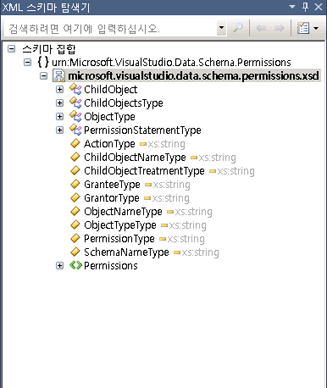 XML 스키마 탐색기
검색하려면 여기에 입력하십시오.
스키마 집합
{ } urn:Microsoft.VisualStudio.Data.Schema.Permissions
microsoft.visualstudio.data.schema.permissions.xsd
ChildObject
ChildObjectsType
ObjectType
PermissionStatementType
ActionType xs:string
ChildObjectNameType xs:string
ChildObjectTreatmentType xs:string
GranteeType xs:string
GrantorType xs:string
ObjectNameType xs:string
ObjectTypeType xs:string
PermissionType xs:string
SchemaNameType xs:string
Permissions